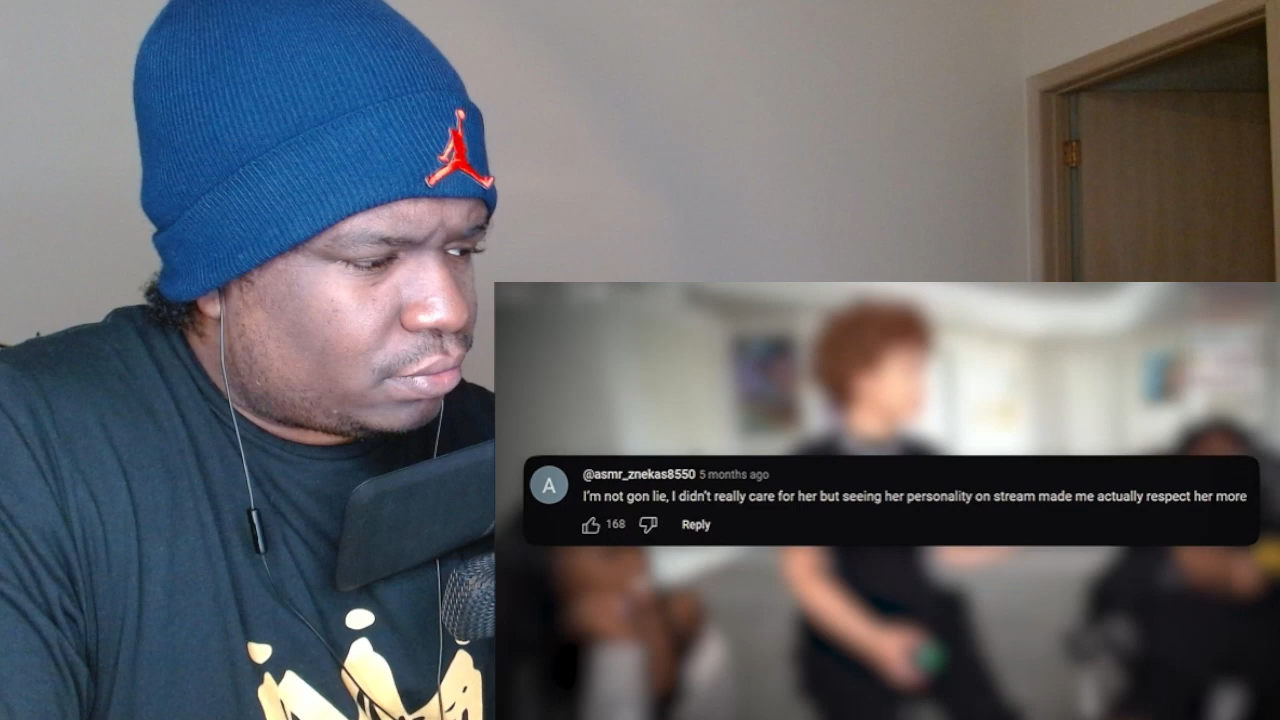 A
@asmr_znekas8550 5 months ago
I'm not gon lie, I didn't really care for her but seeing her personality on stream made me actually respect her more
168
Reply